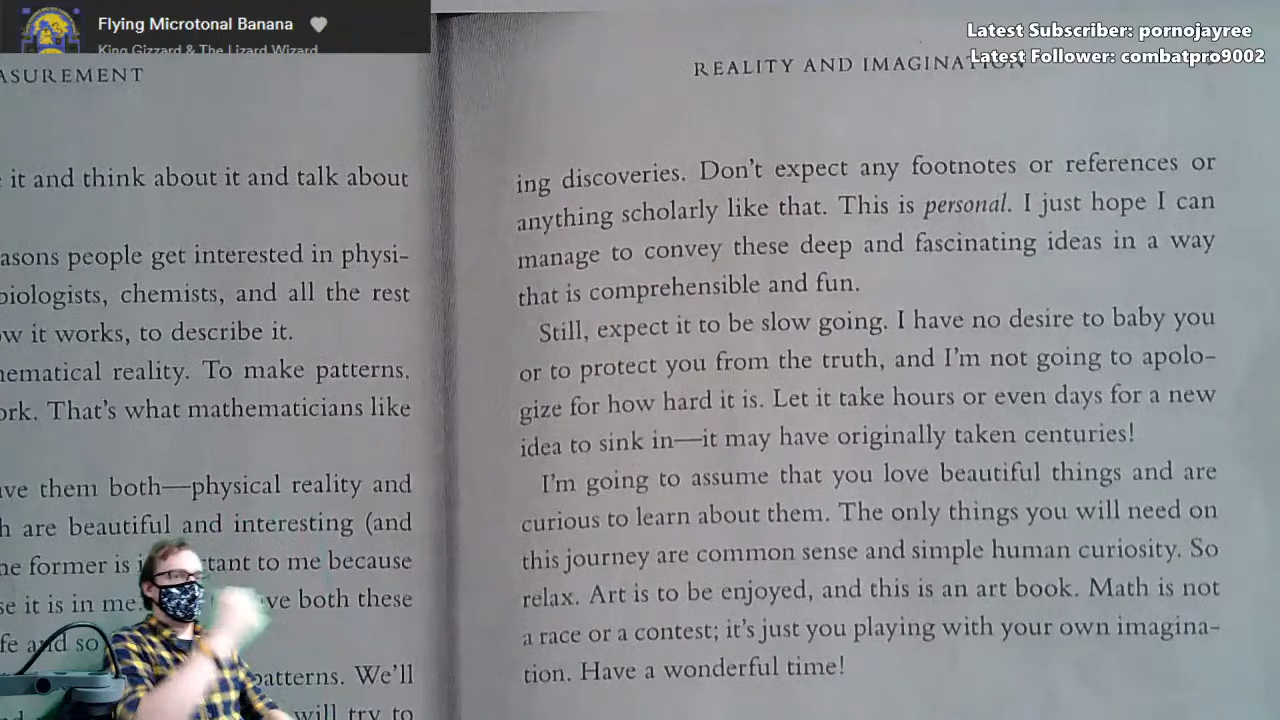 Flying Microtonal Banana
King Gizzard & The Lizard Wizard
Latest Subscriber: pornojayree
Latest Follower: combatpro9002
ASUREMENT
it and think about it and talk about
asons people get interested in physi-
biologists, chemists, and all the rest
ow it works, to describe it.
hematical reality. To make patterns,
ork. That's what mathematicians like
ave them both—physical reality and
h are beautiful and interesting (and
he former is i tant to me because
se it is in me. ve both these
fe and so
patterns. We'll
will try to
REALITY AND IMAGINATION
ing discoveries. Don't expect any footnotes or references or
anything scholarly like that. This is personal. I just hope I can
manage to convey these deep and fascinating ideas in a way
that is comprehensible and fun.
Still, expect it to be slow going. I have no desire to baby you
or to protect you from the truth, and I'm not going to apolo-
gize for how hard it is. Let it take hours or even days for a new
idea to sink in—it may have originally taken centuries!
I'm going to assume that you love beautiful things and are
curious to learn about them. The only things you will need on
this journey are common sense and simple human curiosity. So
relax. Art is to be enjoyed, and this is an art book. Math is not
a race or a contest; it's just you playing with your own imagina-
tion. Have a wonderful time!